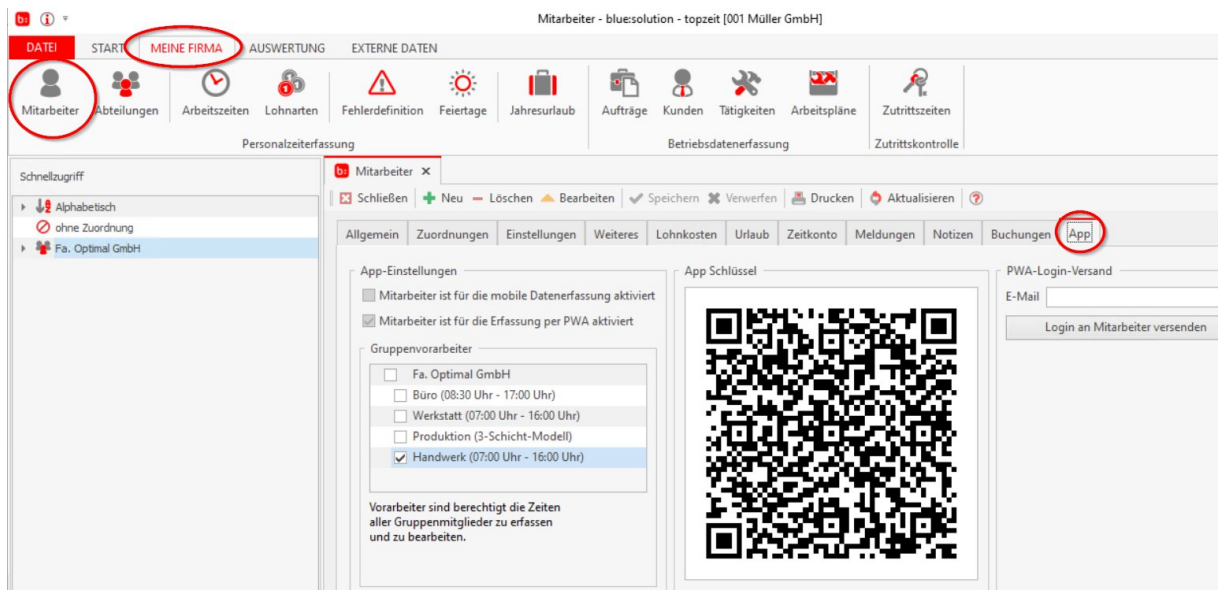 b: Mitarbeiter - blue:solution - topzeit [001 Müller GmbH]
DATEI START MEINE FIRMA AUSWERTUNG EXTERNE DATEN
Mitarbeiter Abteilungen Arbeitszeiten Lohnarten Fehlerdefinition Feiertage Jahresurlaub Aufträge Kunden Tätigkeiten Arbeitspläne Zutrittszeiten
Personalzeiterfassung Betriebsdatenerfassung Zutrittskontrolle
Schnellzugriff
Alphabetisch
ohne Zuordnung
Fa. Optimal GmbH
b: Mitarbeiter
Schließen Neu Löschen Bearbeiten Speichern Verwerfen Drucken Aktualisieren
Allgemein Zuordnungen Einstellungen Weiteres Lohnkosten Urlaub Zeitkonto Meldungen Notizen Buchungen App
App-Einstellungen
Mitarbeiter ist für die mobile Datenerfassung aktiviert
Mitarbeiter ist für die Erfassung per PWA aktiviert
Gruppenvorarbeiter
Fa. Optimal GmbH
Büro (08:30 Uhr - 17:00 Uhr)
Werkstatt (07:00 Uhr - 16:00 Uhr)
Produktion (3-Schicht-Modell)
Handwerk (07:00 Uhr - 16:00 Uhr)
Vorarbeiter sind berechtigt die Zeiten
aller Gruppenmitglieder zu erfassen
und zu bearbeiten.
App Schlüssel
PWA-Login-Versand
E-Mail
Login an Mitarbeiter versenden